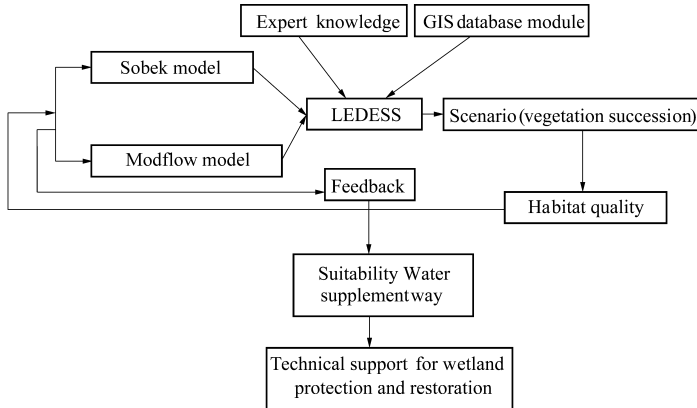 Expert knowledge
GIS database module
Sobek model
LEDESS
Scenario (vegetation succession)
Modflow model
Feedback
Habitat quality
Suitability Water
supplementway
Technical support for wetland
protection and restoration